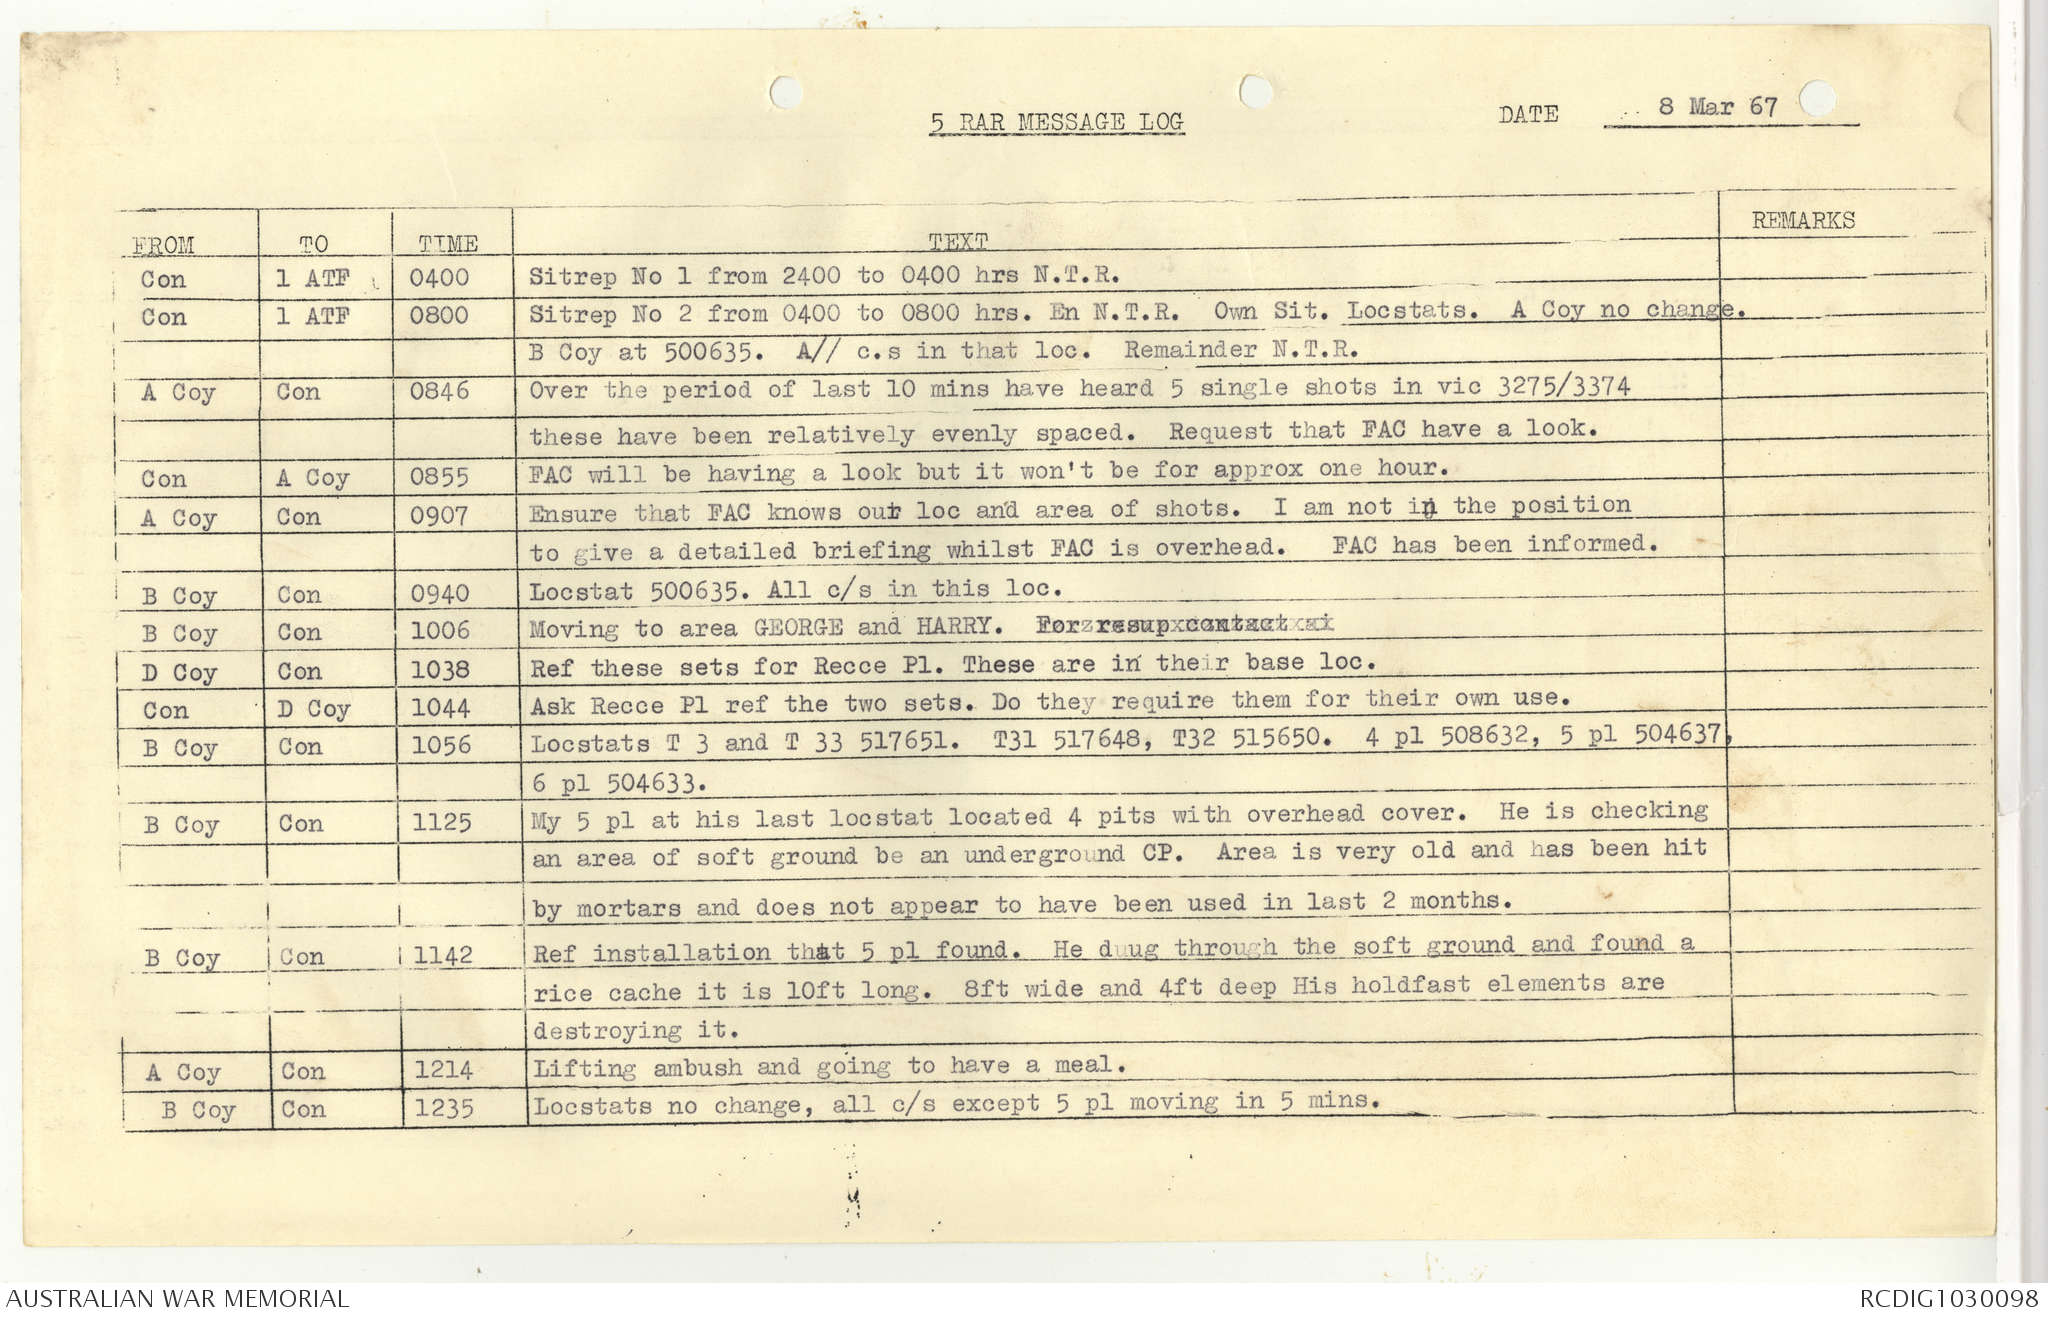 5 RAR MESSAGE LOG DATE 8 Mar 67
FROM TO TIME TEXT REMARKS
Con 1 ATF 0400 Sitrep No 1 from 2400 to 0400 hrs N.T.R.
Con 1 ATF 0800 Sitrep No 2 from 0400 to 0800 hrs. En N.T.R. Own Sit. Locstats. A Coy no change.
B Coy at 500635. A// c.s in that loc. Remainder N.T.R.
A Coy Con 0846 Over the period of last 10 mins have heard 5 single shots in vic 3275/3374
these have been relatively evenly spaced. Request that FAC have a look.
Con A Coy 0855 FAC will be having a look but it won't be for approx one hour.
A Coy Con 0907 Ensure that FAC knows our loc and area of shots. I am not in the position
to give a detailed briefing whilst FAC is overhead. FAC has been informed.
B Coy Con 0940 Locstat 500635. All c/s in this loc.
B Coy Con 1006 Moving to area GEORGE and HARRY.
D Coy Con 1038 Ref these sets for Recce Pl. These are in their base loc.
Con D Coy 1044 Ask Recce Pl ref the two sets. Do they require them for their own use.
B Coy Con 1056 Locstats T 3 and T 33 517651. T31 517648, T32 515650. 4 pl 508632, 5 pl 504637,
6 pl 504633.
B Coy Con 1125 My 5 pl at his last locstat located 4 pits with overhead cover. He is checking
an area of soft ground be an underground CP. Area is very old and has been hit
by mortars and does not appear to have been used in last 2 months.
B Coy Con 1142 Ref installation that 5 pl found. He duug through the soft ground and found a
rice cache it is 10ft long. 8ft wide and 4ft deep His holdfast elements are
destroying it.
A Coy Con 1214 Lifting ambush and going to have a meal.
B Coy Con 1235 Locstats no change, all c/s except 5 pl moving in 5 mins.
AUSTRALIAN WAR MEMORIAL RCDIG1030098